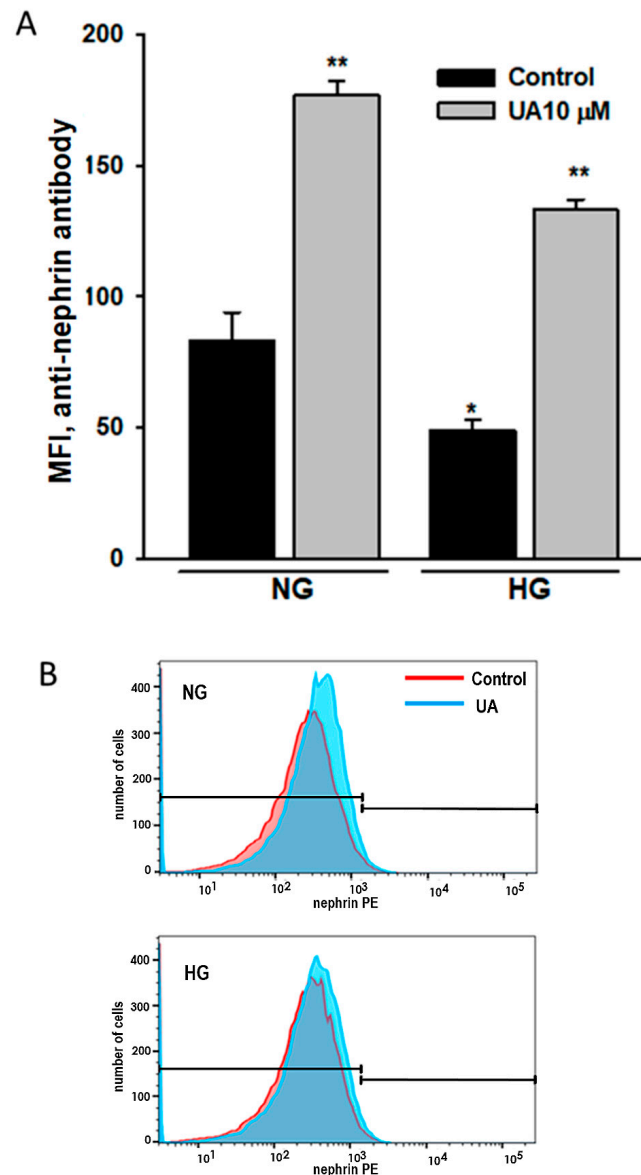 A
MFI, anti-nephrin antibody
200
150
100
50
0
**
*
**
Control
UA10 μM
NG
HG
B
NG
Control
UA
number of cells
400
300
200
100
0
10¹
10²
10³
10⁴
10⁵
nephrin PE
HG
number of cells
400
300
200
100
0
10¹
10²
10³
10⁴
10⁵
nephrin PE